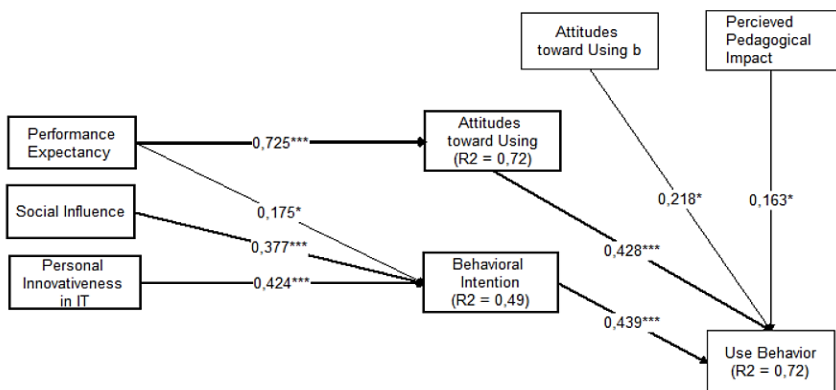 Attitudes
toward Using b
Percieved
Pedagogical
Impact
Performance
Expectancy
0,725***
Attitudes
toward Using
(R2 = 0,72)
0,175*
0,218*
0,163*
Social Influence
0,377***
0,428***
Personal
Innovativeness
in IT
0,424***
Behavioral
Intention
(R2 = 0,49)
0,439***
Use Behavior
(R2 = 0,72)